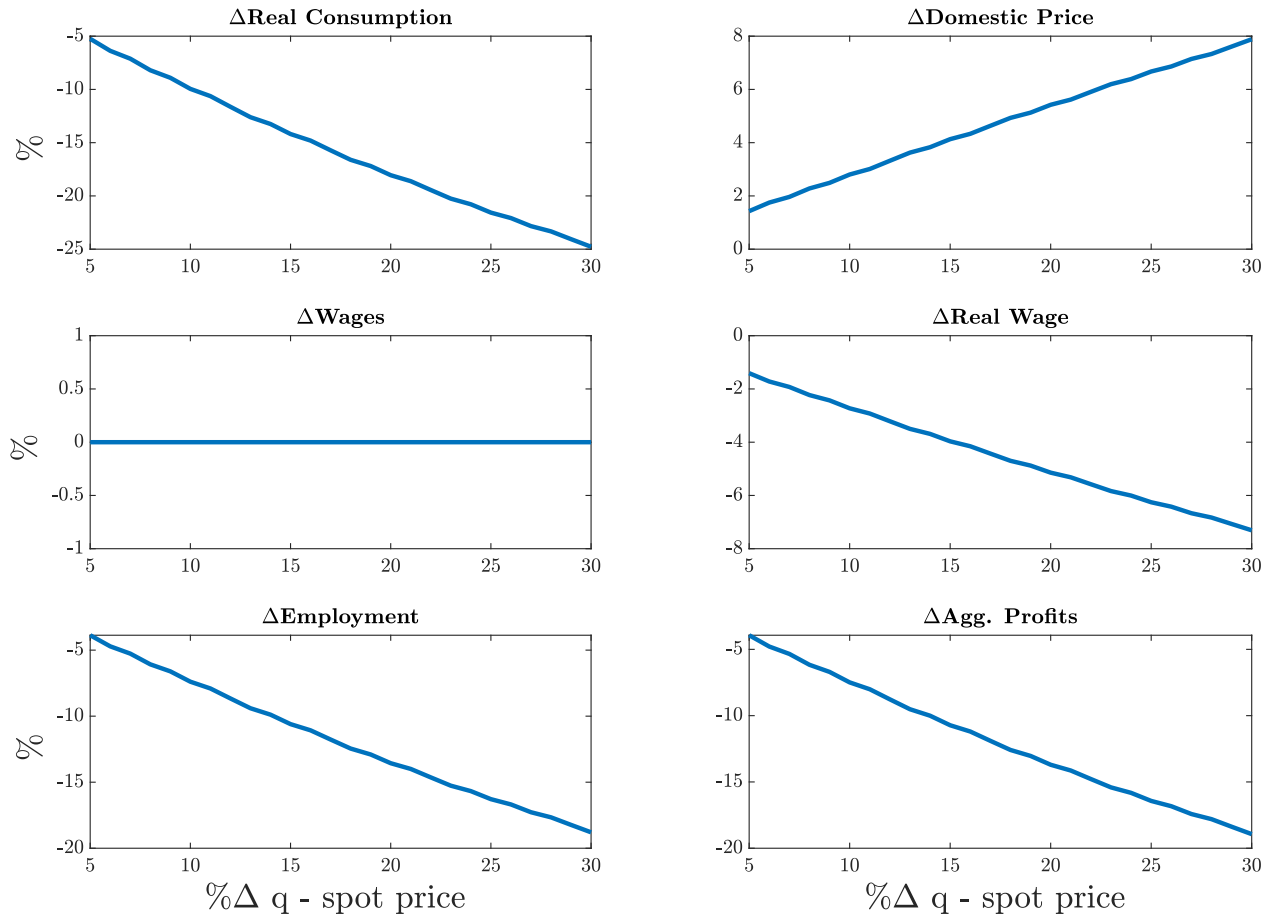 ΔReal Consumption
-5
-10
-15
-20
-25
%
5 10 15 20 25 30
ΔDomestic Price
8
6
4
2
0
5 10 15 20 25 30
ΔWages
1
0.5
0
-0.5
-1
%
5 10 15 20 25 30
ΔReal Wage
0
-2
-4
-6
-8
5 10 15 20 25 30
ΔEmployment
-5
-10
-15
-20
%
5 10 15 20 25 30
%Δ q - spot price
ΔAgg. Profits
-5
-10
-15
-20
5 10 15 20 25 30
%Δ q - spot price